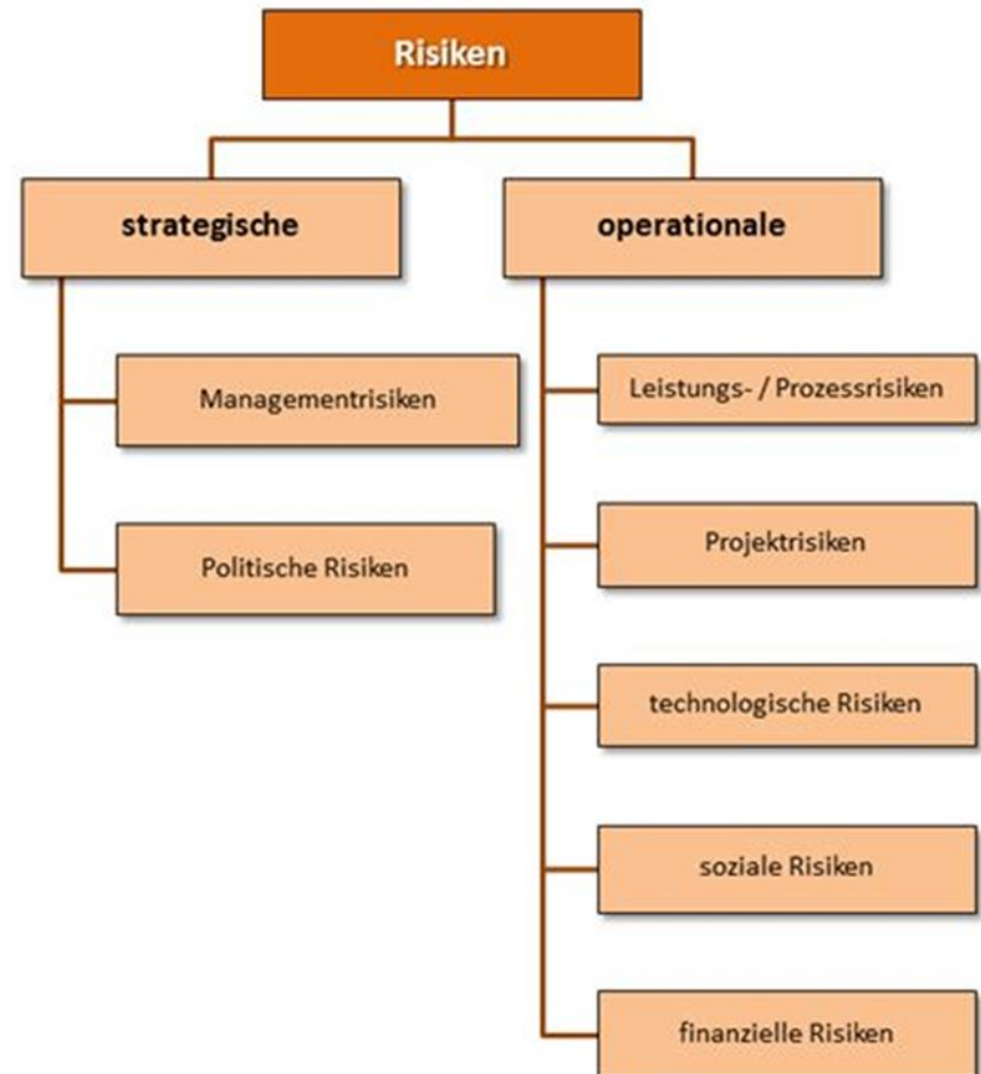 Risiken
strategische
operationale
Managementrisiken
Politische Risiken
Leistungs- / Prozessrisiken
Projektrisiken
technologische Risiken
soziale Risiken
finanzielle Risiken